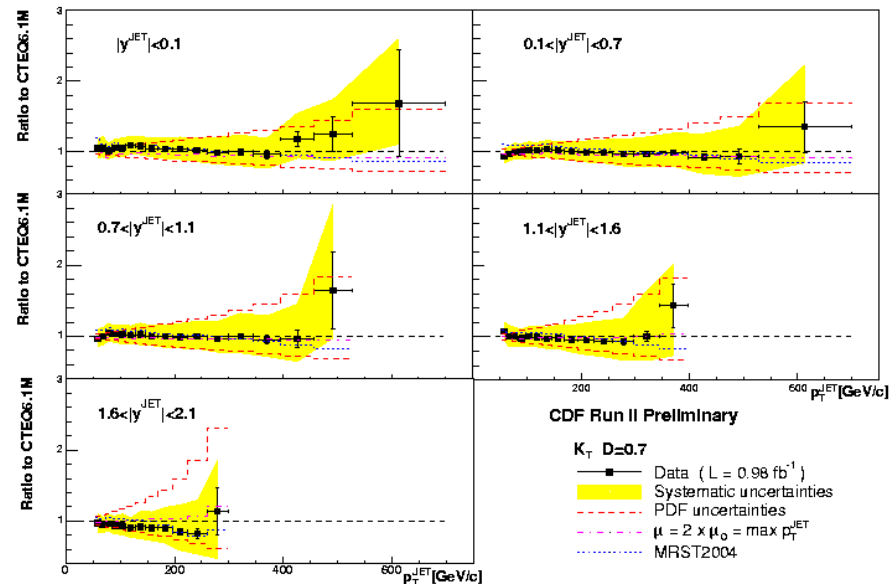 |y^JET|<0.1
0.1<|y^JET|<0.7
Ratio to CTEQ6.1M
3
2
1
0.7<|y^JET|<1.1
1.1<|y^JET|<1.6
Ratio to CTEQ6.1M
3
2
1
200
400
600
p_T^JET[GeV/c]
1.6<|y^JET|<2.1
Ratio to CTEQ6.1M
3
2
1
0
200
400
600
p_T^JET[GeV/c]
CDF Run II Preliminary
K_T D=0.7
Data ( L = 0.98 fb^-1)
Systematic uncertainties
PDF uncertainties
μ = 2 x μ_o = max p_T^JET
MRST2004